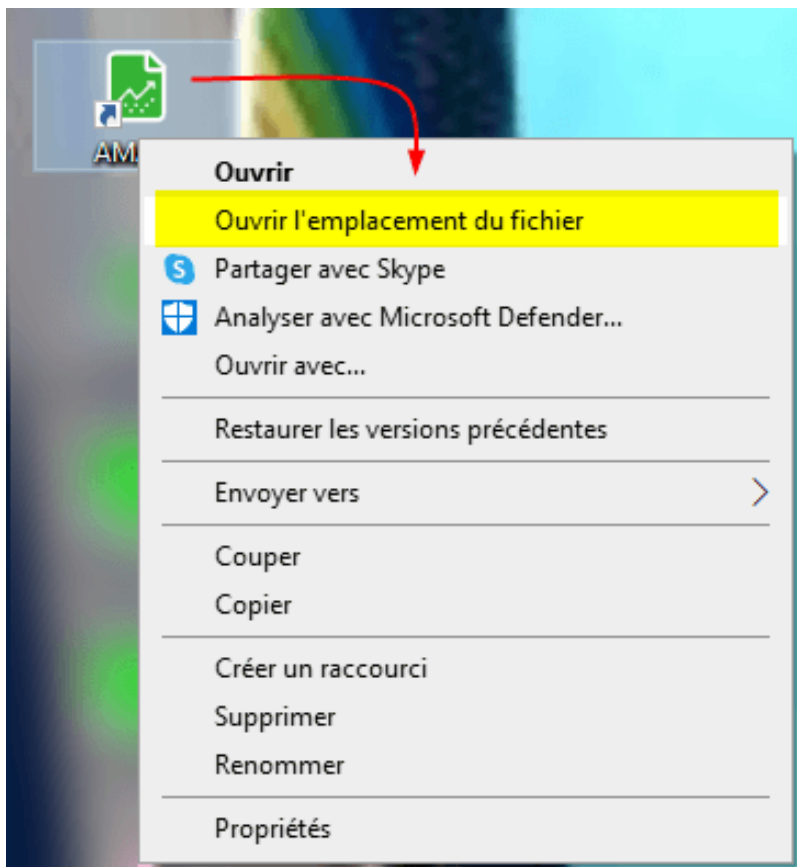 Ouvrir
Ouvrir l'emplacement du fichier
Partager avec Skype
Analyser avec Microsoft Defender...
Ouvrir avec...
Restaurer les versions précédentes
Envoyer vers
Couper
Copier
Créer un raccourci
Supprimer
Renommer
Propriétés